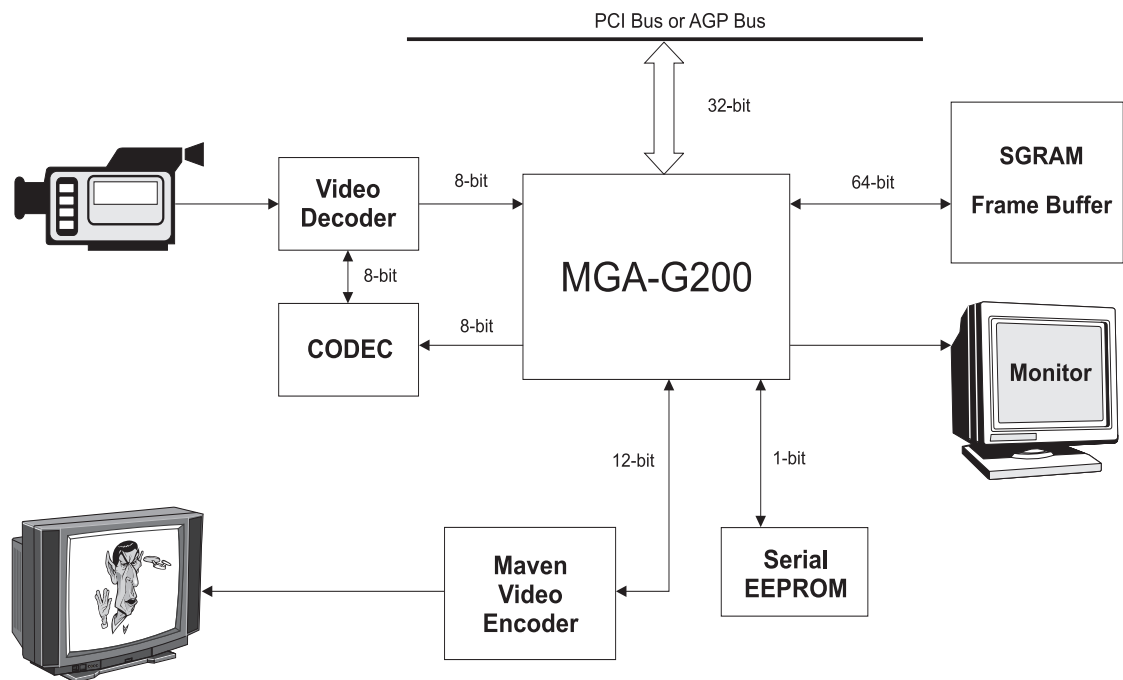 PCI Bus or AGP Bus
32-bit
Video
Decoder
8-bit
MGA-G200
64-bit
SGRAM
Frame Buffer
8-bit
CODEC
8-bit
Monitor
12-bit
1-bit
Maven
Video
Encoder
Serial
EEPROM